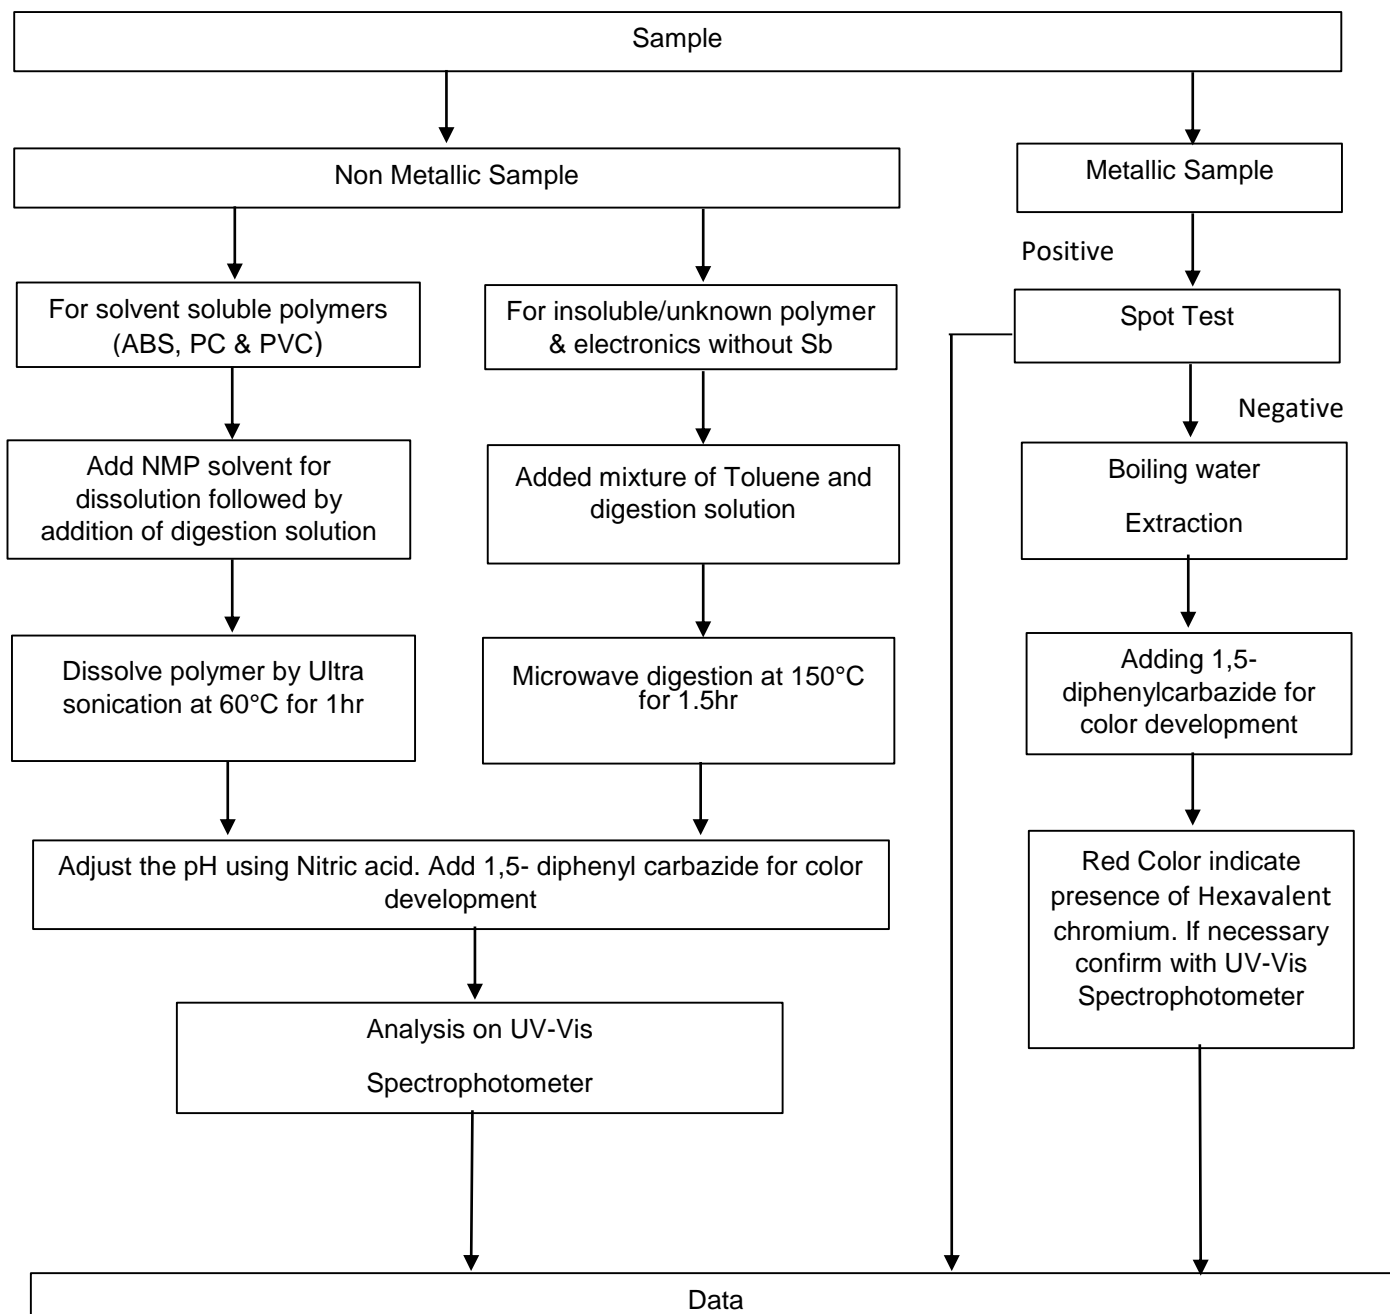 Sample
Non Metallic Sample
Metallic Sample
Positive
For solvent soluble polymers
(ABS, PC & PVC)
For insoluble/unknown polymer
& electronics without Sb
Spot Test
Negative
Add NMP solvent for
dissolution followed by
addition of digestion solution
Added mixture of Toluene and
digestion solution
Boiling water
Extraction
Dissolve polymer by Ultra
sonication at 60°C for 1hr
Microwave digestion at 150°C
for 1.5hr
Adding 1,5-
diphenylcarbazide for
color development
Adjust the pH using Nitric acid. Add 1,5- diphenyl carbazide for color
development
Red Color indicate
presence of Hexavalent
chromium. If necessary
confirm with UV-Vis
Spectrophotometer
Analysis on UV-Vis
Spectrophotometer
Data